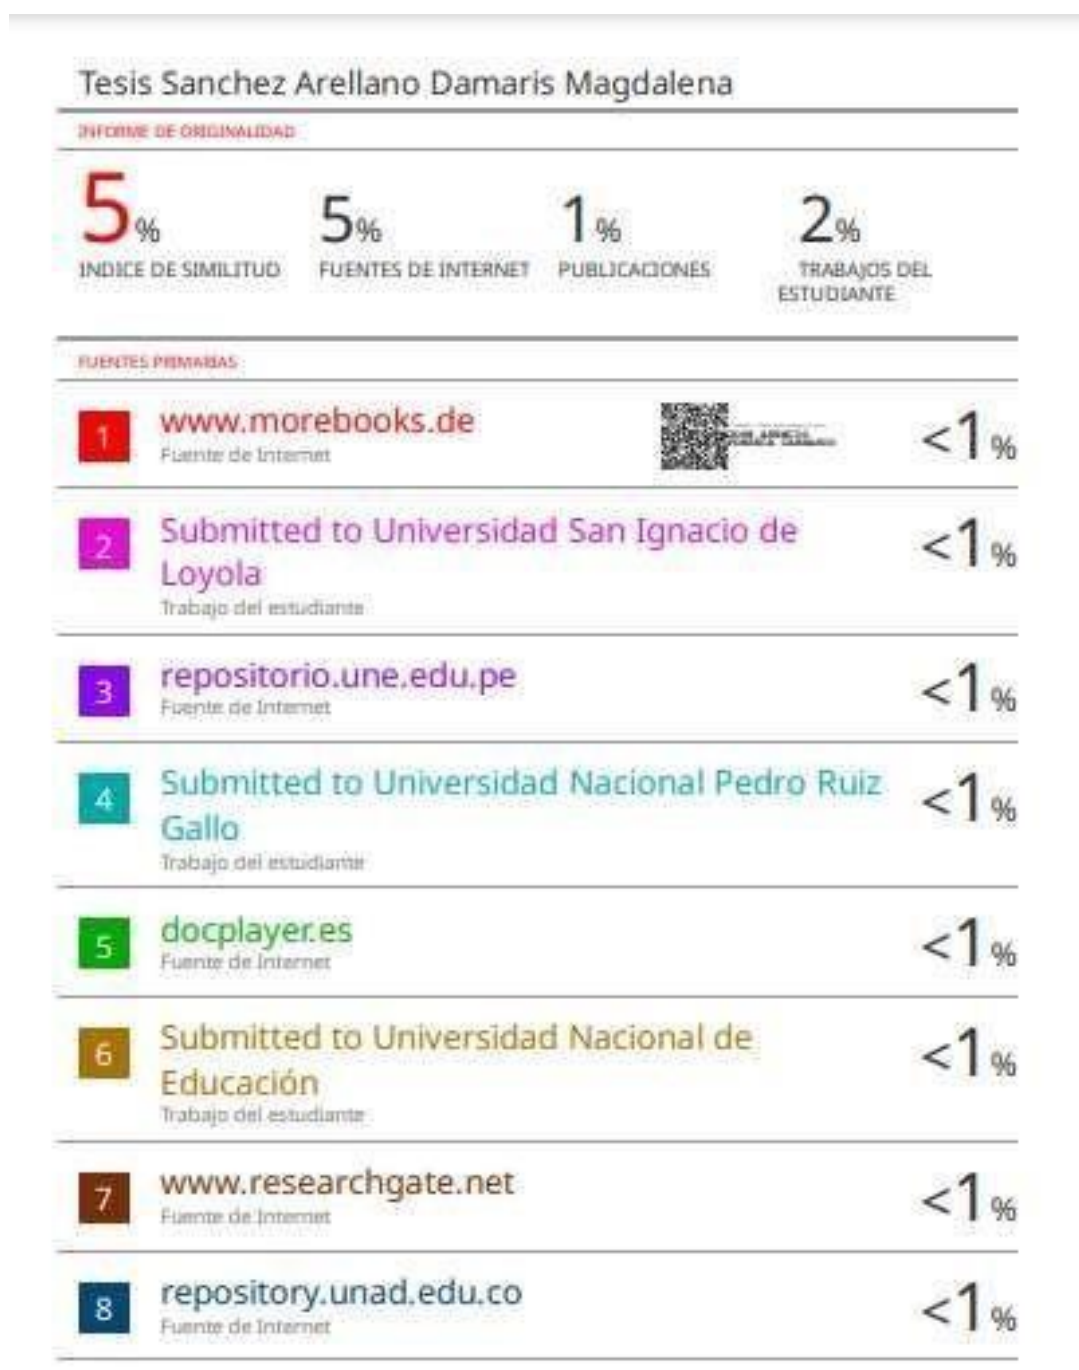 Tesis Sanchez Arellano Damaris Magdalena
INFORME DE ORIGINALIDAD
5% 5% 1% 2%
INDICE DE SIMILITUD FUENTES DE INTERNET PUBLICACIONES TRABAJOS DEL
ESTUDIANTE
FUENTES PRIMARIAS
1 www.morebooks.de <1%
Fuente de Internet
2 Submitted to Universidad San Ignacio de <1%
Loyola
Trabajo del estudiante
3 repositorio.une.edu.pe <1%
Fuente de Internet
4 Submitted to Universidad Nacional Pedro Ruiz <1%
Gallo
Trabajo del estudiante
5 docplayer.es <1%
Fuente de Internet
6 Submitted to Universidad Nacional de <1%
Educación
Trabajo del estudiante
7 www.researchgate.net <1%
Fuente de Internet
8 repository.unad.edu.co <1%
Fuente de Internet